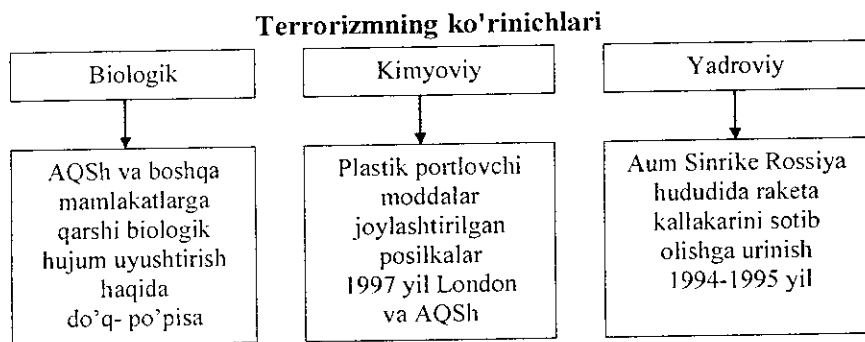 Terrorizmning ko'rinichlari
Biologik
Kimyoviy
Yadroviy
AQSh va boshqa
mamlakatlarga
qarshi biologik
hujum uyushtirish
haqida
do'q- po'pisa
Plastik portlovchi
moddalar
joylashtirilgan
posilkalar
1997 yil London
va AQSh
Aum Sinrike Rossiya
hududida raketa
kallakarini sotib
olishga urinish
1994-1995 yil